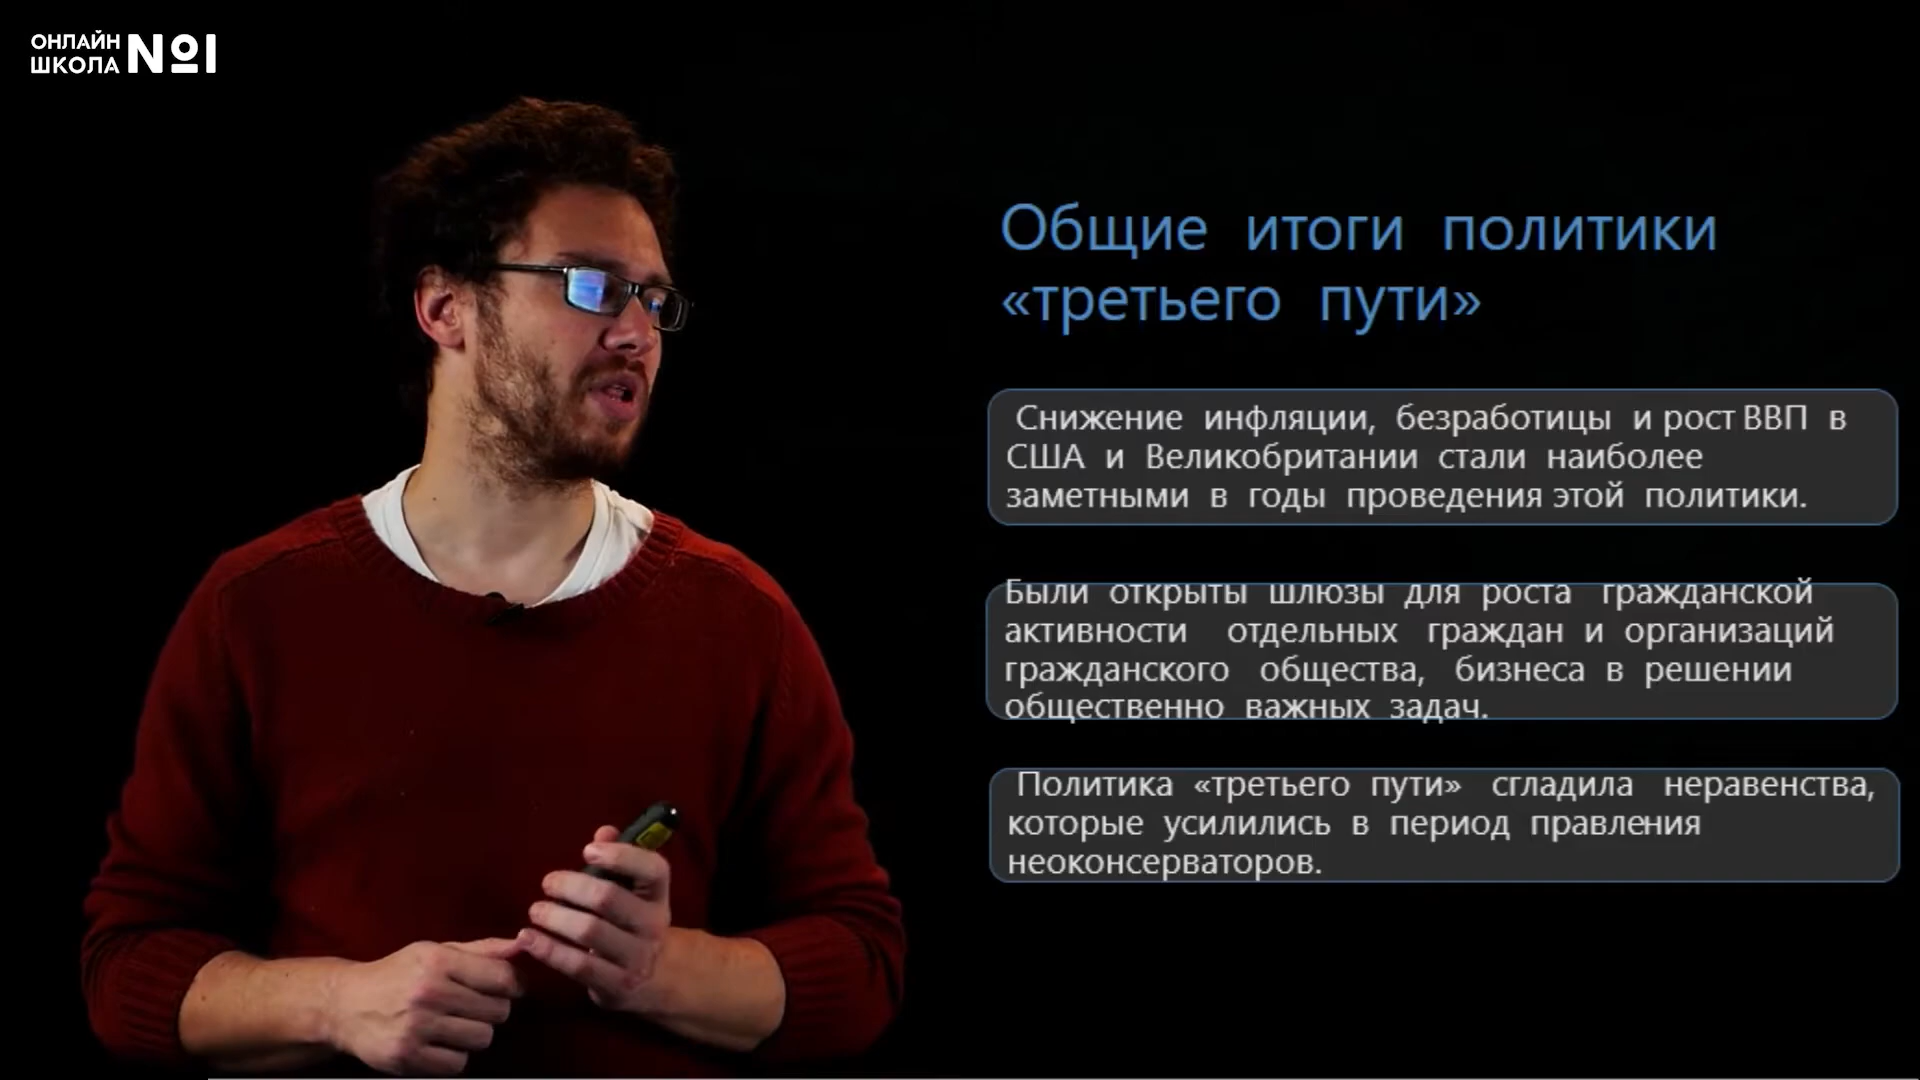 ОНЛАЙН
ШКОЛА №1
Общие итоги политики
«третьего пути»
Снижение инфляции, безработицы и рост ВВП в
США и Великобритании стали наиболее
заметными в годы проведения этой политики.
Были открыты шлюзы для роста гражданской
активности отдельных граждан и организаций
гражданского общества, бизнеса в решении
общественно важных задач.
Политика «третьего пути» сгладила неравенства,
которые усилились в период правления
неоконсерваторов.